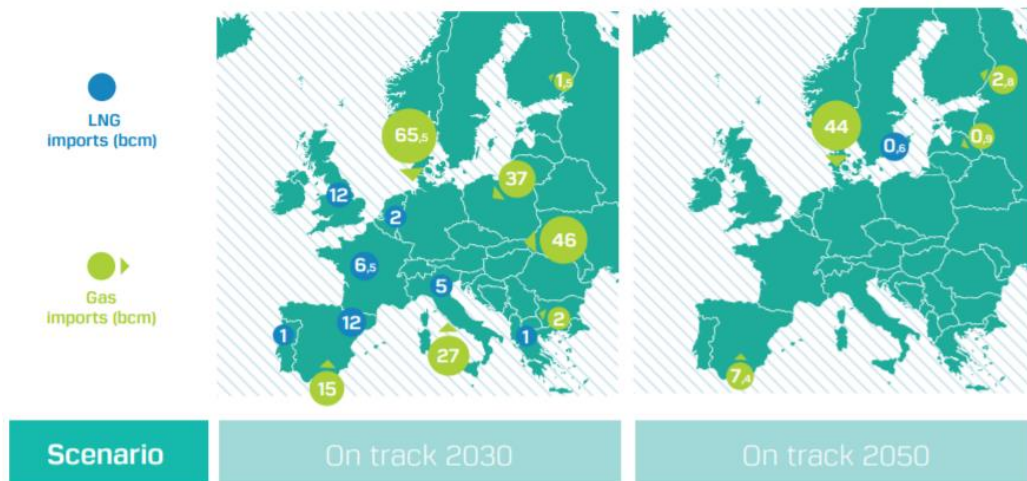 LNG
imports (bcm)
Gas
imports (bcm)
1,5
65,5
37
12
2
46
6,5
5
12
1
2
1
27
15
2,8
44
0,6
0,9
7,4
Scenario
On track 2030
On track 2050